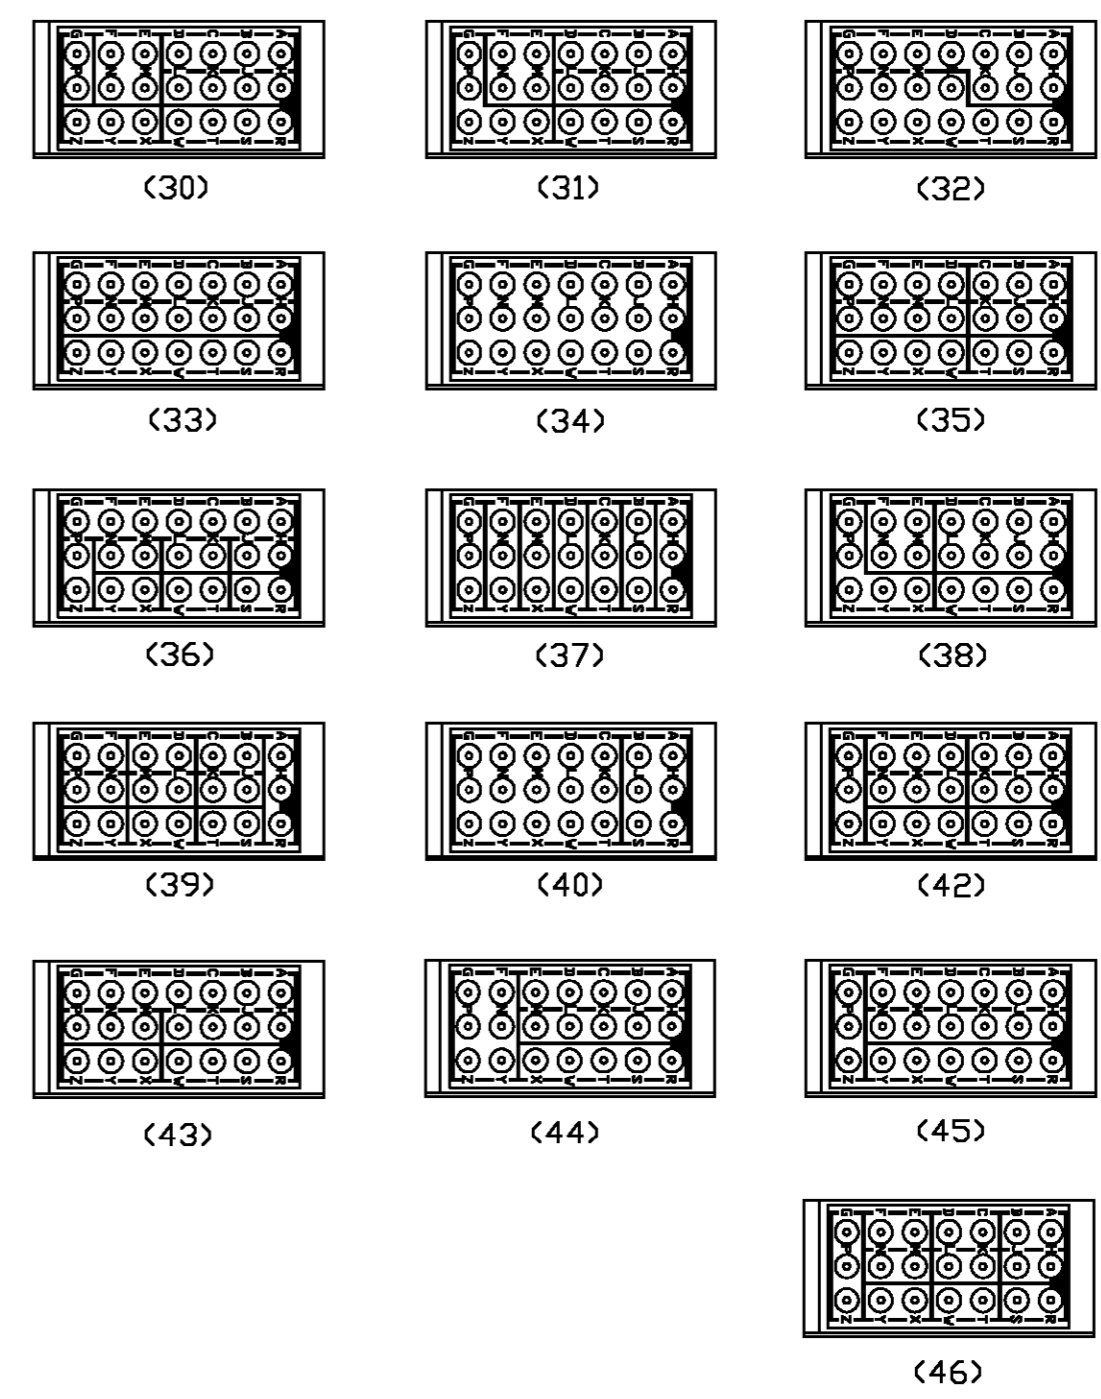 G F E D C B A G F E D C B A G F E D C B A
P N M L K J H P N M L K J H P N M L K J H
Z Y X W T S R Z Y X W T S R Z Y X W T S R
(30) (31) (32)
G F E D C B A G F E D C B A G F E D C B A
P N M L K J H P N M L K J H P N M L K J H
Z Y X W T S R Z Y X W T S R Z Y X W T S R
(33) (34) (35)
G F E D C B A G F E D C B A G F E D C B A
P N M L K J H P N M L K J H P N M L K J H
Z Y X W T S R Z Y X W T S R Z Y X W T S R
(36) (37) (38)
G F E D C B A G F E D C B A G F E D C B A
P N M L K J H P N M L K J H P N M L K J H
Z Y X W T S R Z Y X W T S R Z Y X W T S R
(39) (40) (42)
G F E D C B A G F E D C B A G F E D C B A
P N M L K J H P N M L K J H P N M L K J H
Z Y X W T S R Z Y X W T S R Z Y X W T S R
(43) (44) (45)
G F E D C B A
P N M L K J H
Z Y X W T S R
(46)